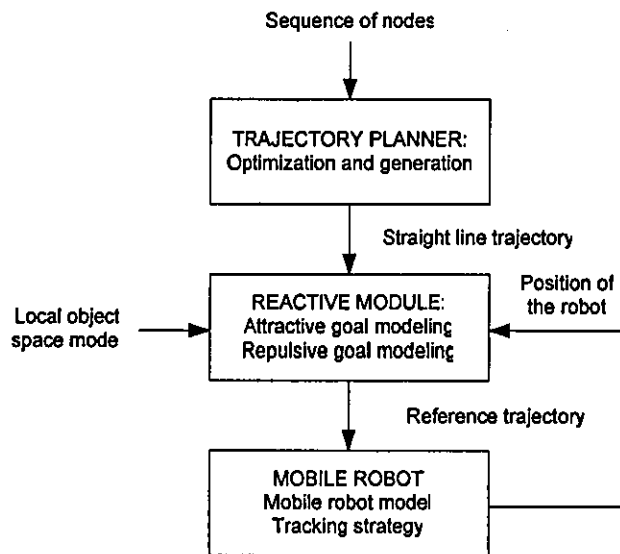 Sequence of nodes
TRAJECTORY PLANNER:
Optimization and generation
Straight line trajectory
Position of
the robot
Local object
space mode
REACTIVE MODULE:
Attractive goal modeling
Repulsive goal modeling
Reference trajectory
MOBILE ROBOT
Mobile robot model
Tracking strategy